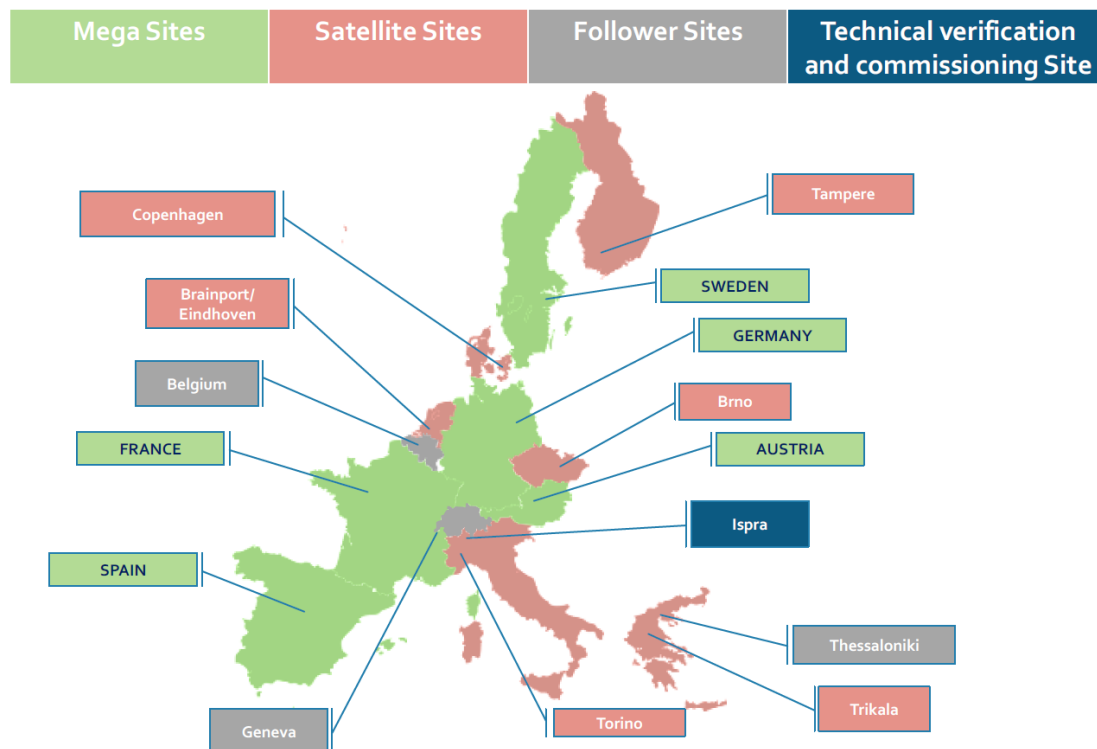 Mega Sites
Satellite Sites
Follower Sites
Technical verification
and commissioning Site
Copenhagen
Tampere
Brainport/
Eindhoven
SWEDEN
GERMANY
Belgium
Brno
FRANCE
AUSTRIA
Ispra
SPAIN
Thessaloniki
Trikala
Geneva
Torino